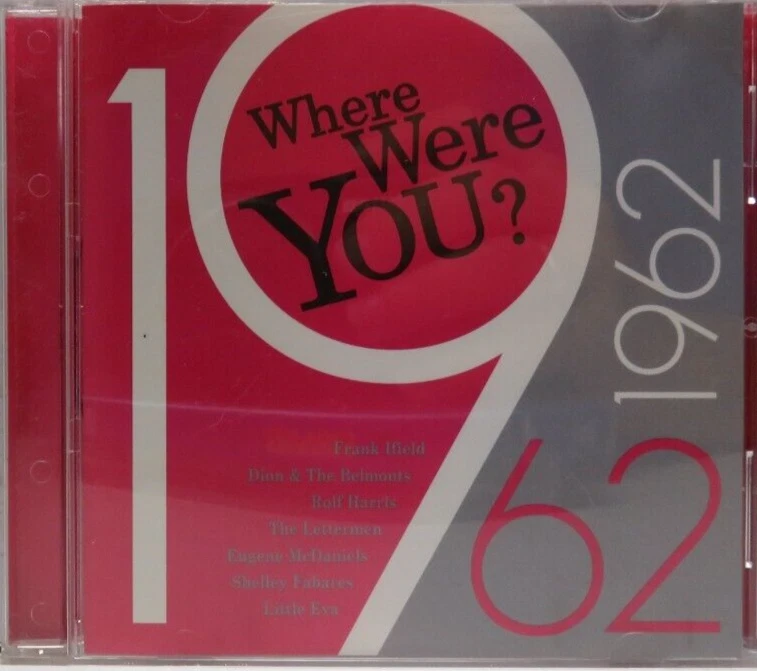 19
Where
Were
YOU?
1962
Frank Ifield
Dion & The Belmonts
Rolf Harris
The Lettermen
Eugene McDaniels
Shelley Fabares
Little Eva
62